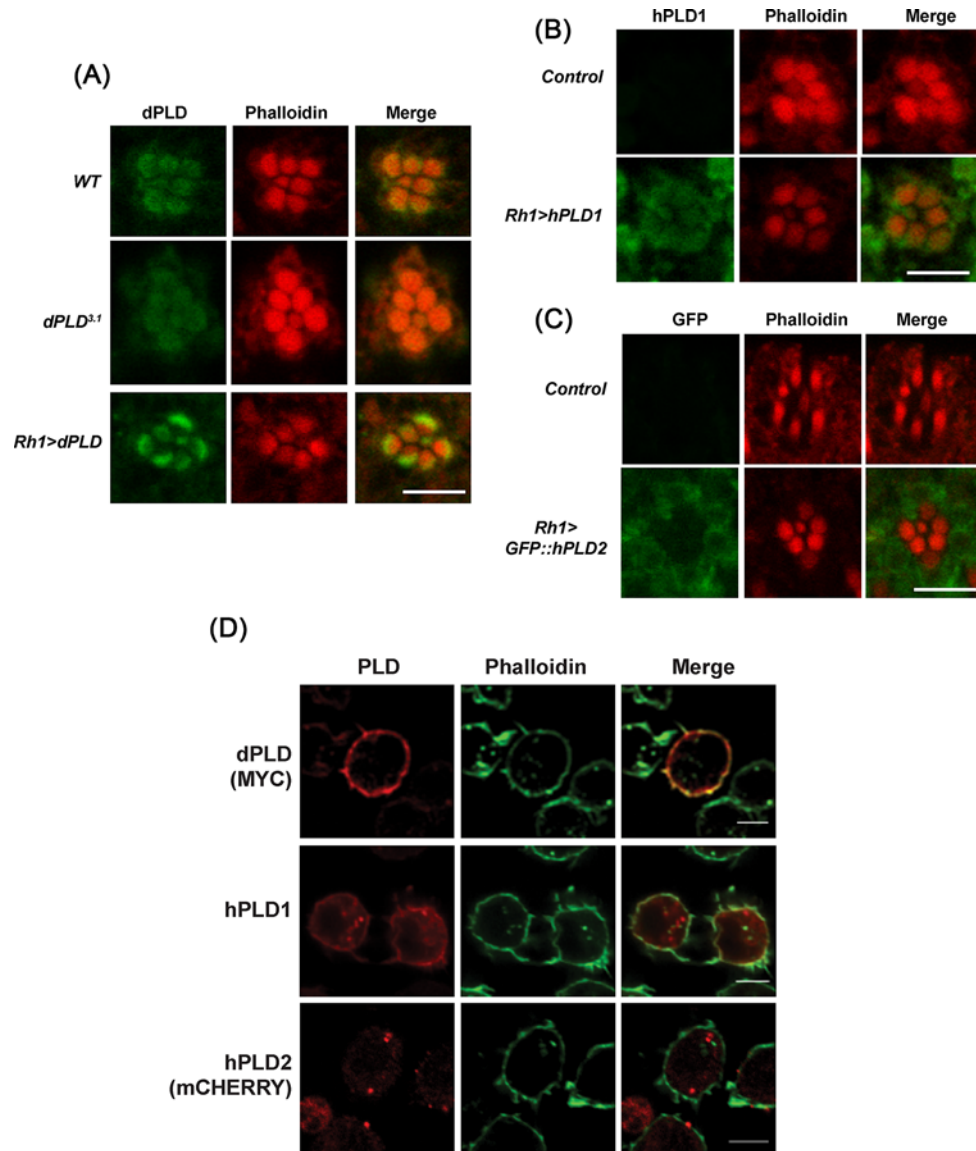 (A)
dPLD Phalloidin Merge
WT
dPLD3.1
Rh1>dPLD
(B)
hPLD1 Phalloidin Merge
Control
Rh1>hPLD1
(C)
GFP Phalloidin Merge
Control
Rh1>
GFP::hPLD2
(D)
PLD Phalloidin Merge
dPLD
(MYC)
hPLD1
hPLD2
(mCHERRY)